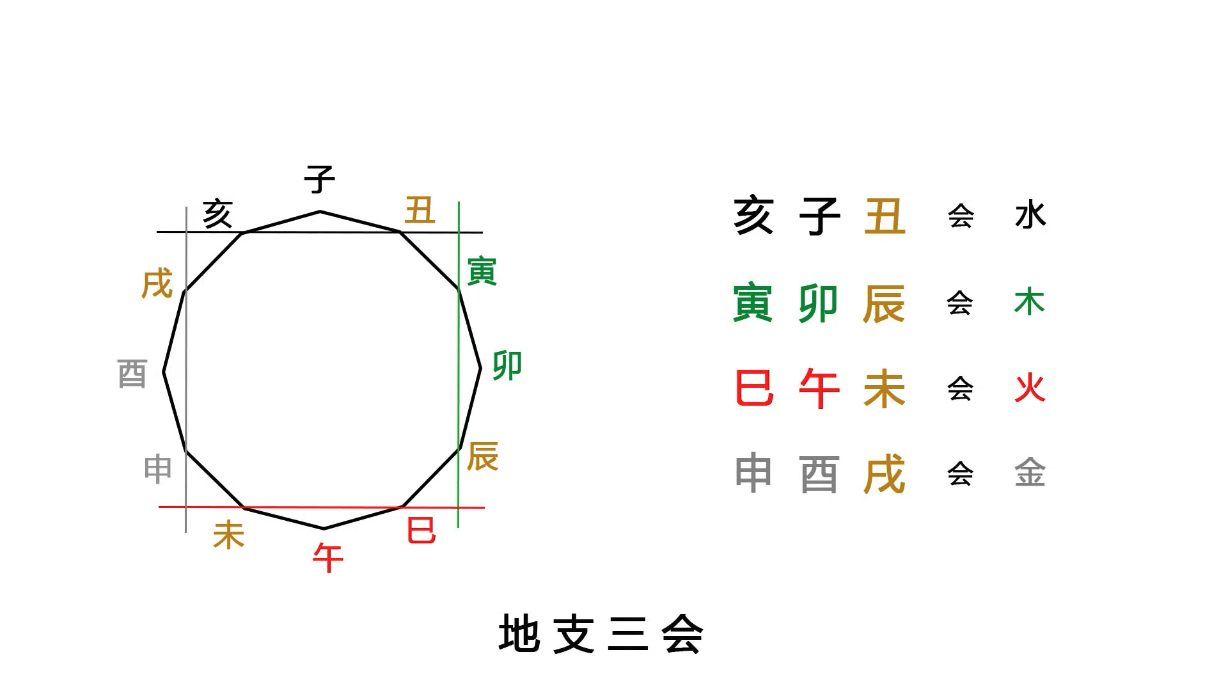 子
亥
丑
戌
寅
酉
卯
申
辰
未
巳
午
亥 子 丑 会 水
寅 卯 辰 会 木
巳 午 未 会 火
申 酉 戌 会 金
地支三会